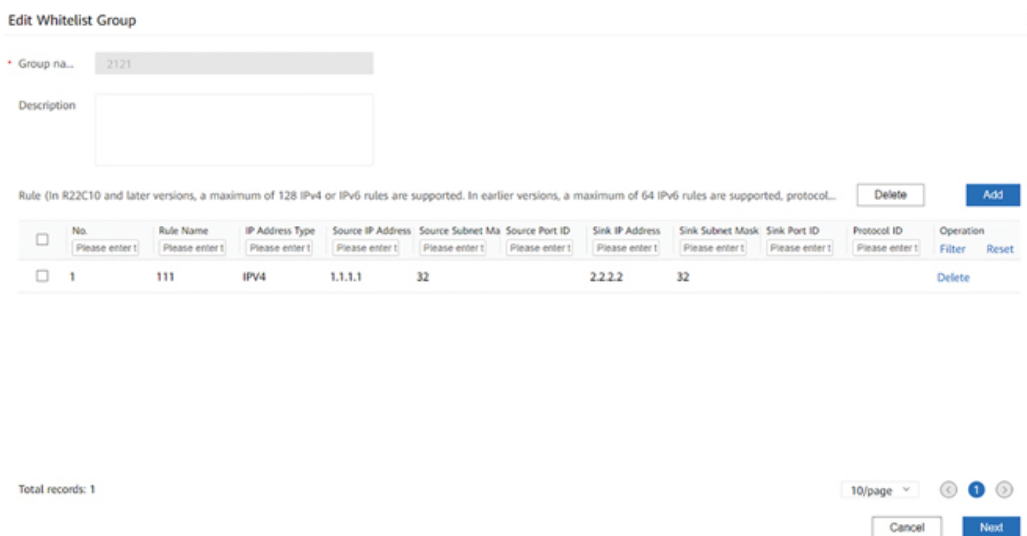 Edit Whitelist Group
* Group na... 2121
Description
Rule (In R22C10 and later versions, a maximum of 128 IPv4 or IPv6 rules are supported. In earlier versions, a maximum of 64 IPv6 rules are supported, protocol... Delete Add
No. Rule Name IP Address Type Source IP Address Source Subnet Ma Source Port ID Sink IP Address Sink Subnet Mask Sink Port ID Protocol ID Operation
Please enter t Please enter t Please enter t Please enter t Please enter t Please enter t Please enter t Please enter t Please enter t Please enter t Filter Reset
1 111 IPV4 1.1.1.1 32 2.2.2.2 32 Delete
Total records: 1 10/page 1
Cancel Next